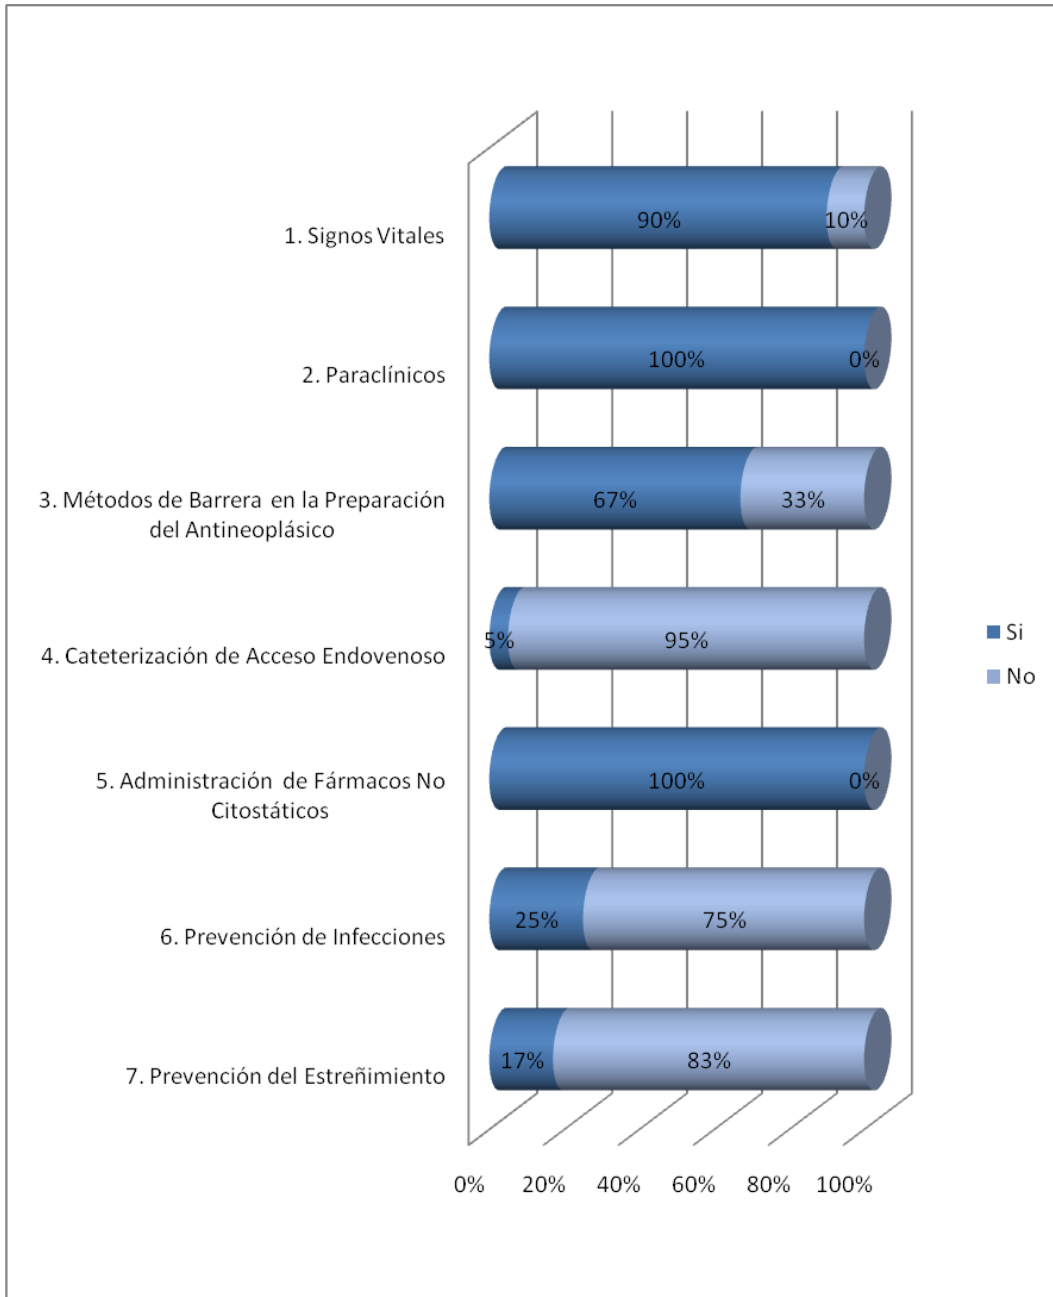 1. Signos Vitales
90%
10%
2. Paraclínicos
100%
0%
3. Métodos de Barrera en la Preparación
del Antineoplásico
67%
33%
4. Cateterización de Acceso Endovenoso
5%
95%
5. Administración de Fármacos No
Citostáticos
100%
0%
6. Prevención de Infecciones
25%
75%
7. Prevención del Estreñimiento
17%
83%
0% 20% 40% 60% 80% 100%
Si
No